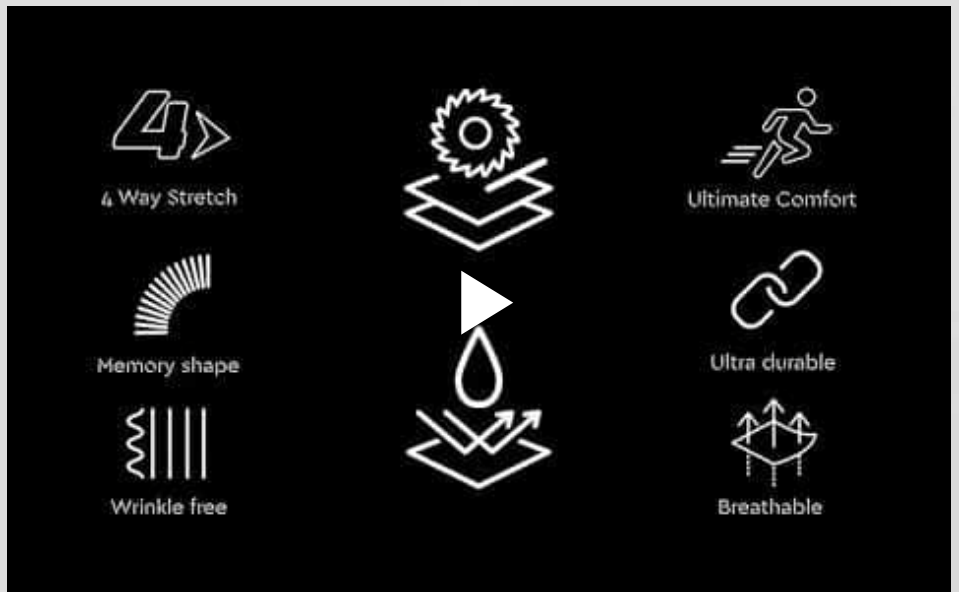 4 Way Stretch
Ultimate Comfort
Memory shape
Ultra durable
Wrinkle free
Breathable